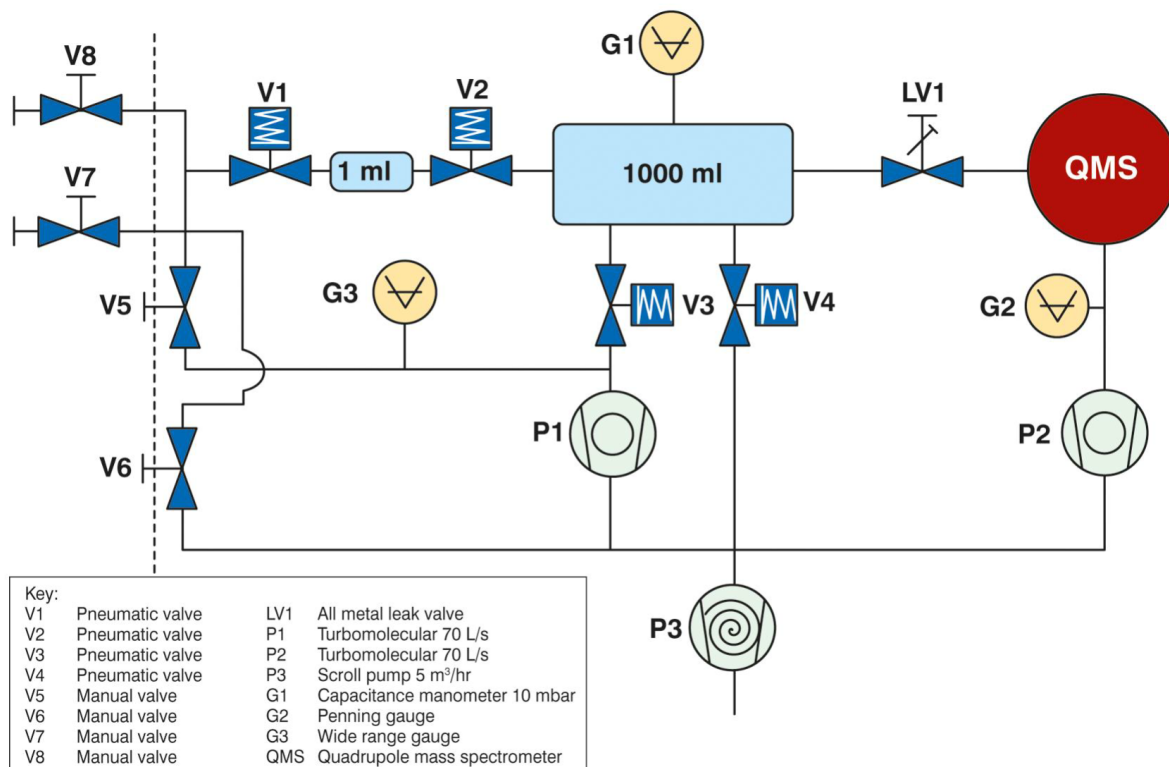 G1
V8
V1
V2
LV1
1 ml
1000 ml
QMS
V7
V5
G3
V3
V4
G2
P1
P2
V6
P3
Key:
V1 Pneumatic valve LV1 All metal leak valve
V2 Pneumatic valve P1 Turbomolecular 70 L/s
V3 Pneumatic valve P2 Turbomolecular 70 L/s
V4 Pneumatic valve P3 Scroll pump 5 m³/hr
V5 Manual valve G1 Capacitance manometer 10 mbar
V6 Manual valve G2 Penning gauge
V7 Manual valve G3 Wide range gauge
V8 Manual valve QMS Quadrupole mass spectrometer